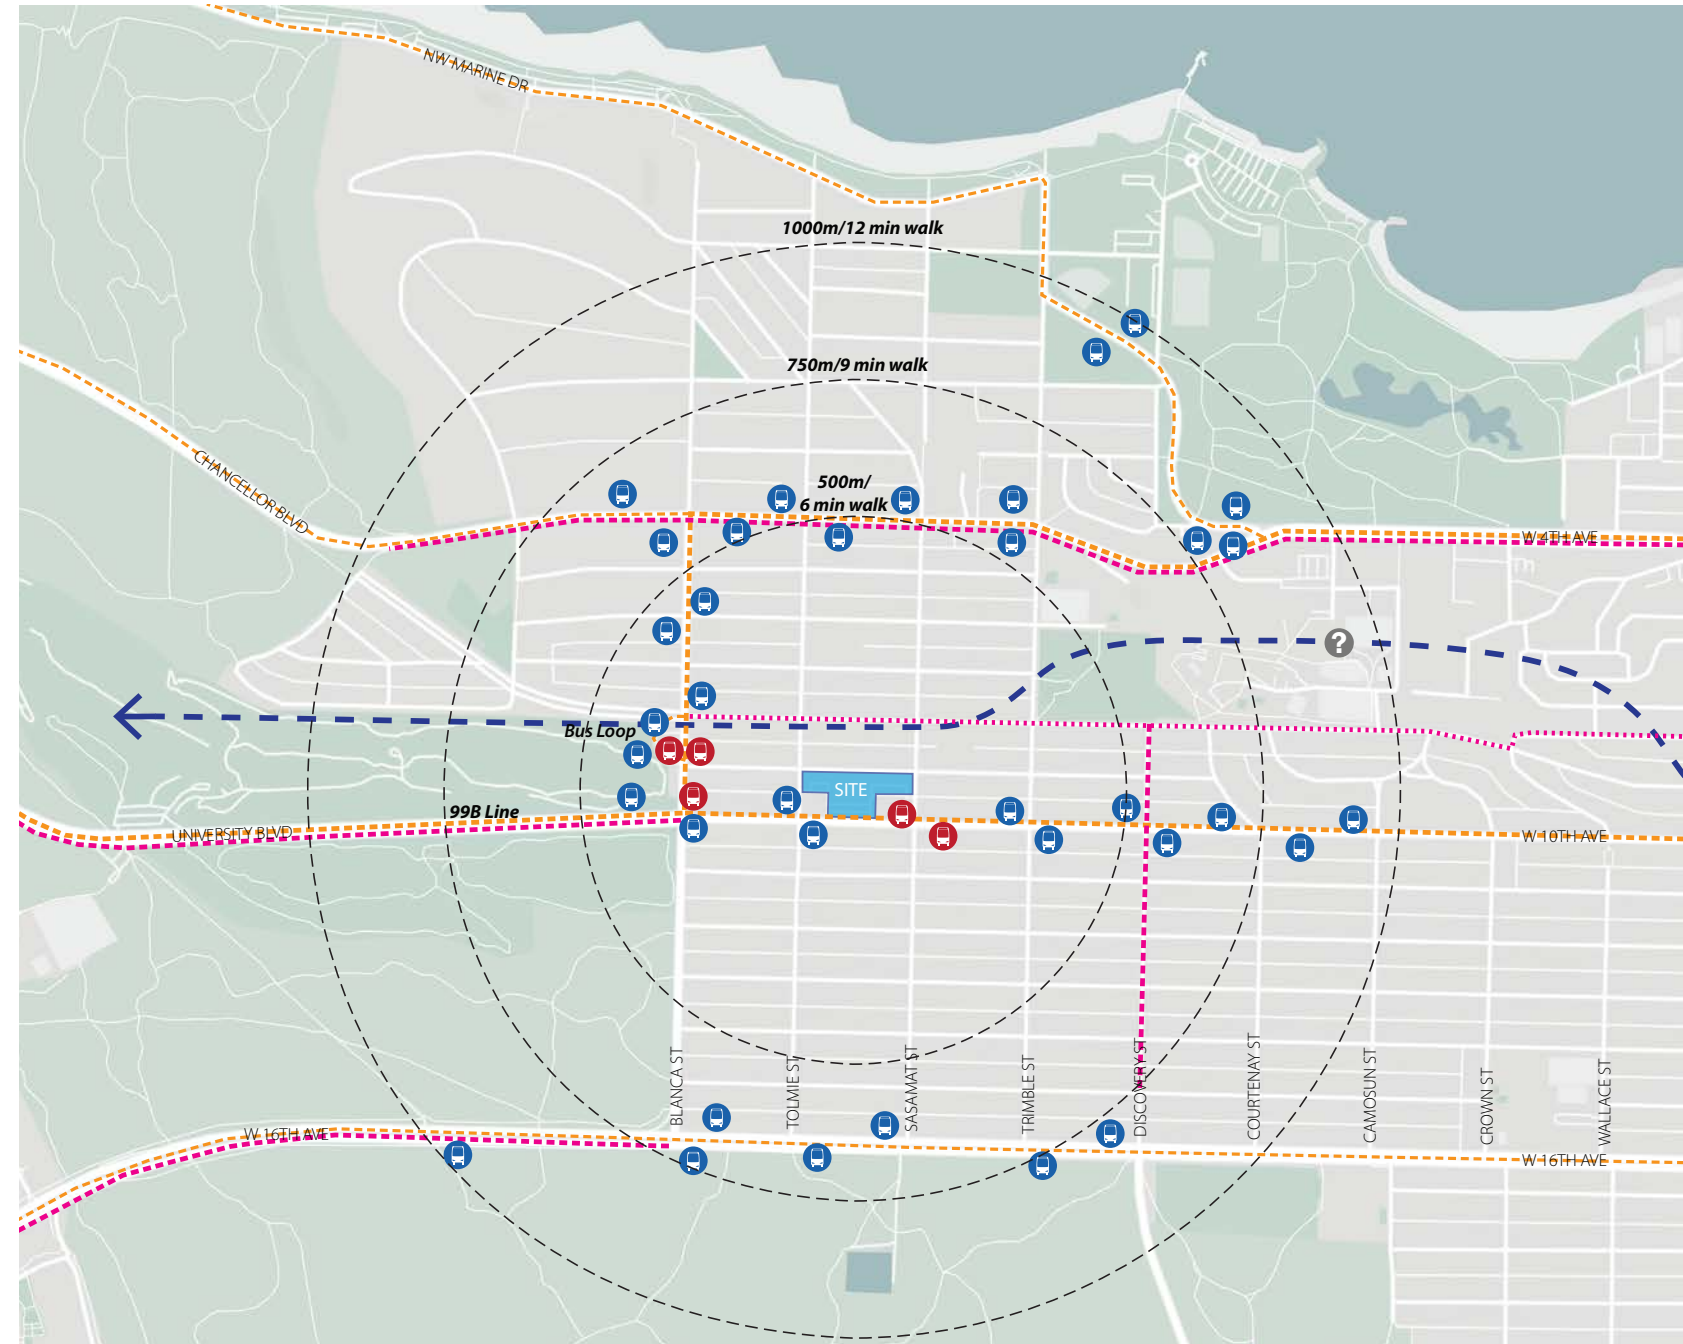 NW MARINE DR
1000m/12 min walk
750m/9 min walk
500m/
6 min walk
CHANCELLOR BLVD
W 4TH AVE
?
Bus Loop
SITE
99B Line
UNIVERSITY BLVD
W 10TH AVE
BLANCA ST
TOLMIE ST
SASAMAT ST
TRIMBLE ST
DISCOVERY ST
COURTENAY ST
CAMOSUN ST
CROWN ST
WALLACE ST
W 16TH AVE
W 16TH AVE